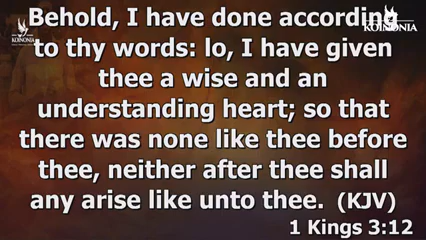 Behold, I have done according
to thy words: lo, I have given
thee a wise and an
understanding heart; so that
there was none like thee before
thee, neither after thee shall
any arise like unto thee.  (KJV)
1 Kings 3:12
KOINONIA
KOINONIA